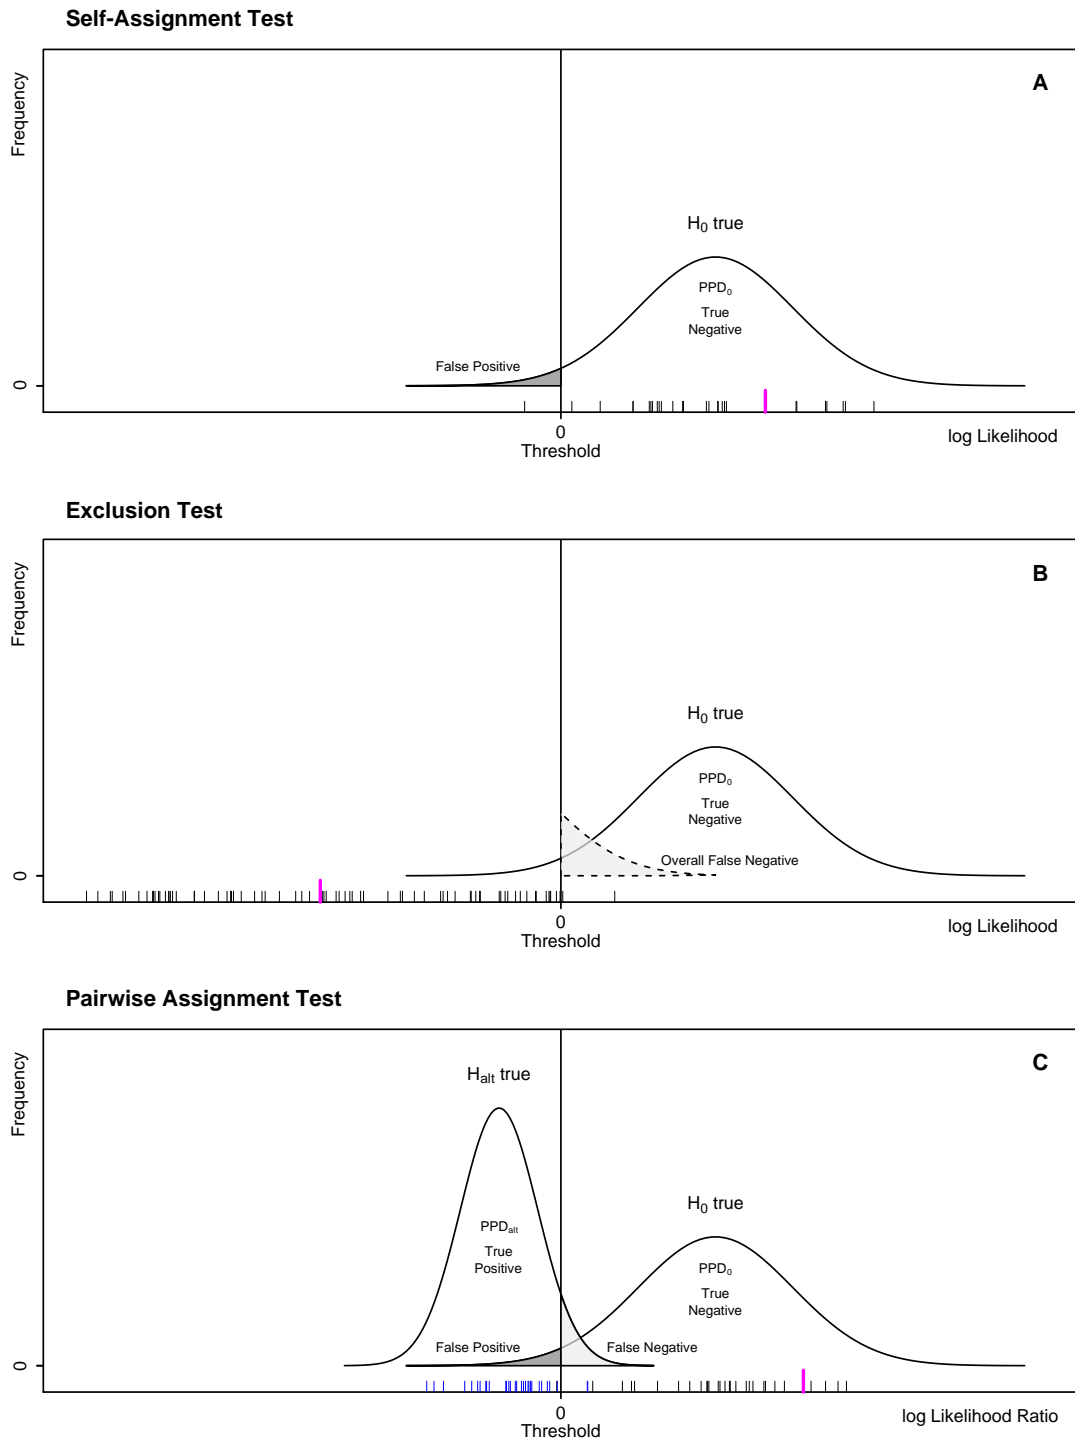 Self-Assignment Test
A
Frequency
H0 true
PPD0
True
Negative
False Positive
0
0
Threshold
log Likelihood
Exclusion Test
B
Frequency
H0 true
PPD0
True
Negative
Overall False Negative
0
0
Threshold
log Likelihood
Pairwise Assignment Test
C
Frequency
Halt true
H0 true
PPDalt
True
Positive
PPD0
True
Negative
False Positive
False Negative
0
0
Threshold
log Likelihood Ratio